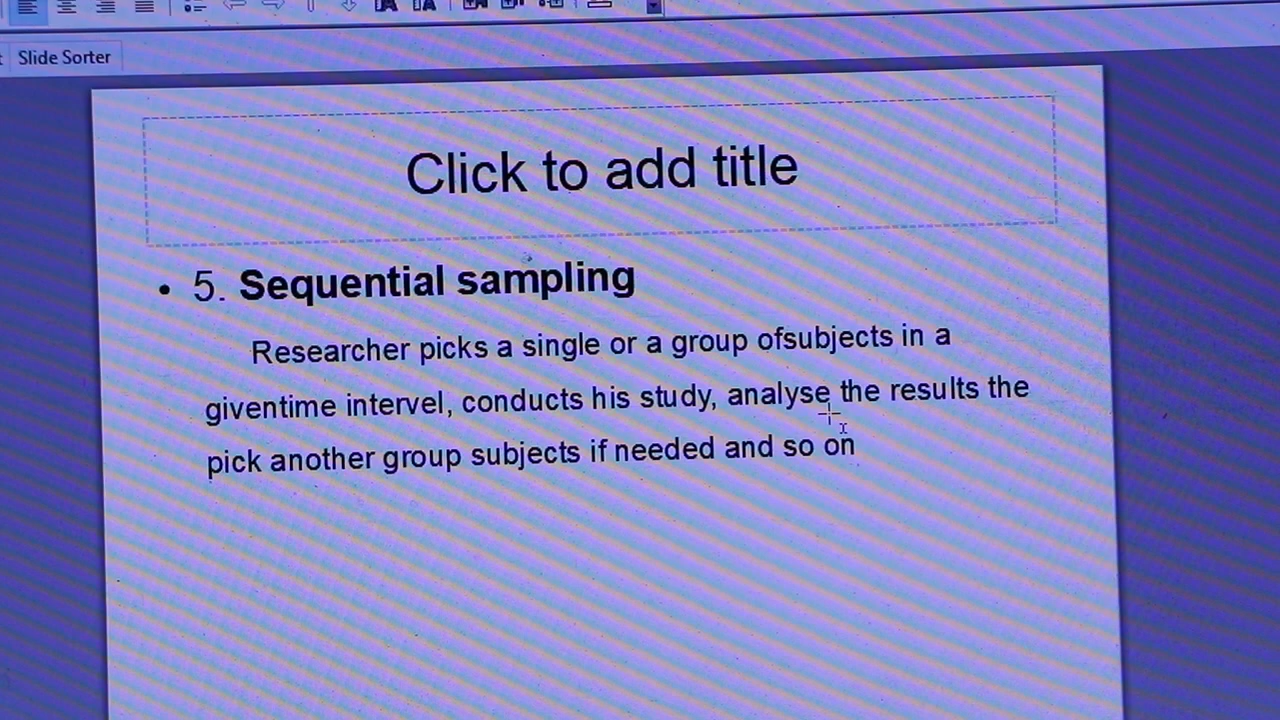 Slide Sorter
Click to add title
• 5. Sequential sampling
Researcher picks a single or a group ofsubjects in a
giventime intervel, conducts his study, analyse the results the
pick another group subjects if needed and so on